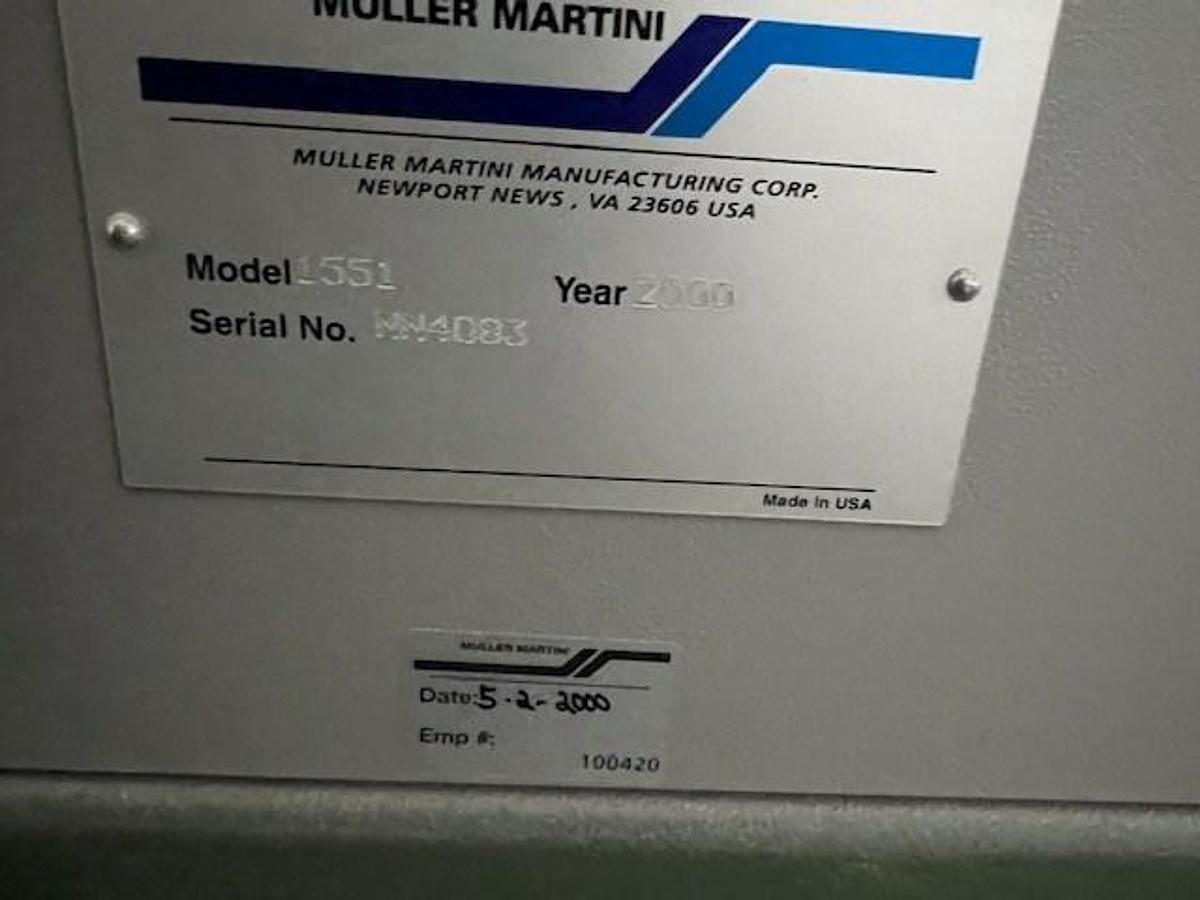 MULLER MARTINI
MULLER MARTINI MANUFACTURING CORP.
NEWPORT NEWS , VA 23606 USA
Model 1551 Year 2000
Serial No. MN4083
Made in USA
MULLER MARTINI
Date: 5-2-2000
Emp #:
100420